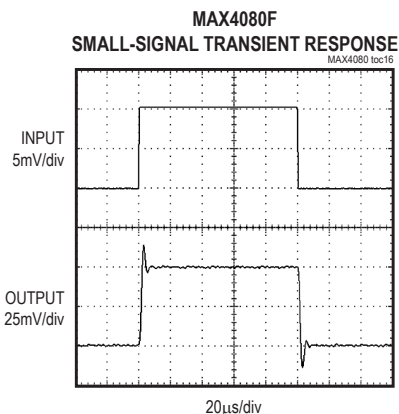 MAX4080F
SMALL-SIGNAL TRANSIENT RESPONSE
MAX4080 toc16
INPUT
5mV/div
OUTPUT
25mV/div
20μs/div